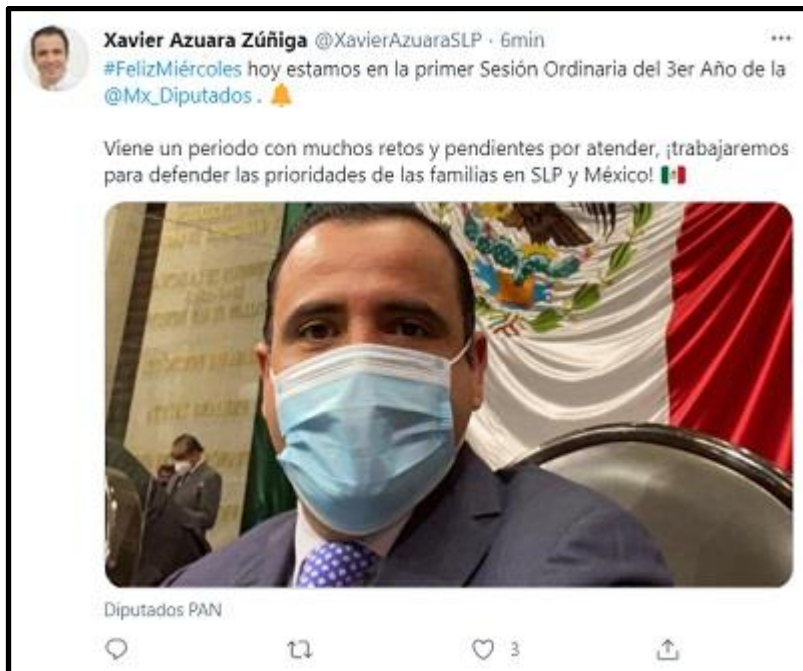 Xavier Azuara Zúñiga @XavierAzuaraSLP · 6min
#FelizMiércoles hoy estamos en la primer Sesión Ordinaria del 3er Año de la
@Mx_Diputados . 🔔
Viene un periodo con muchos retos y pendientes por atender, ¡trabajaremos
para defender las prioridades de las familias en SLP y México! 🇲🇽
Diputados PAN
3